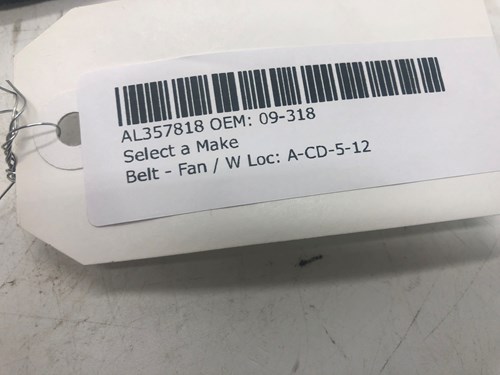 AL357818 OEM: 09-318
Select a Make
Belt - Fan / W Loc: A-CD-5-12